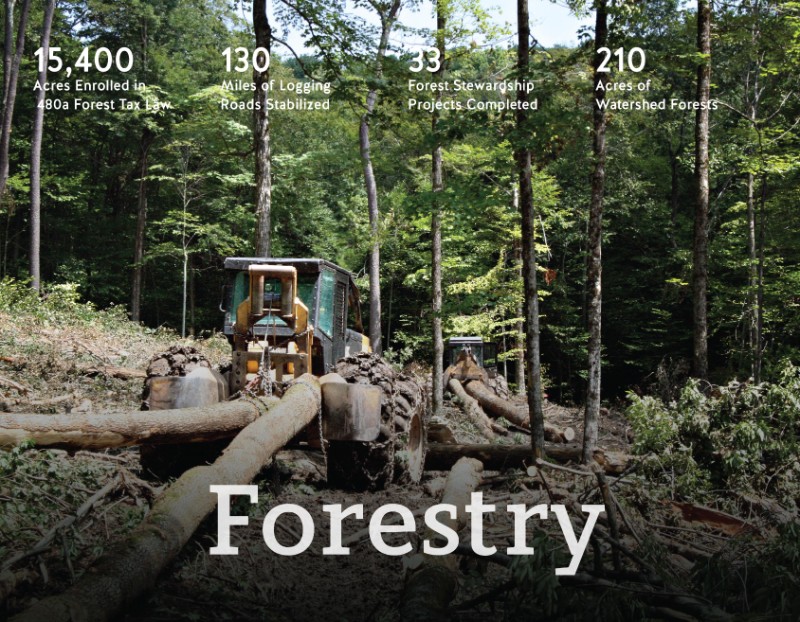 15,400
Acres Enrolled in
480a Forest Tax Law
130
Miles of Logging
Roads Stabilized
33
Forest Stewardship
Projects Completed
210
Acres of
Watershed Forests
Forestry